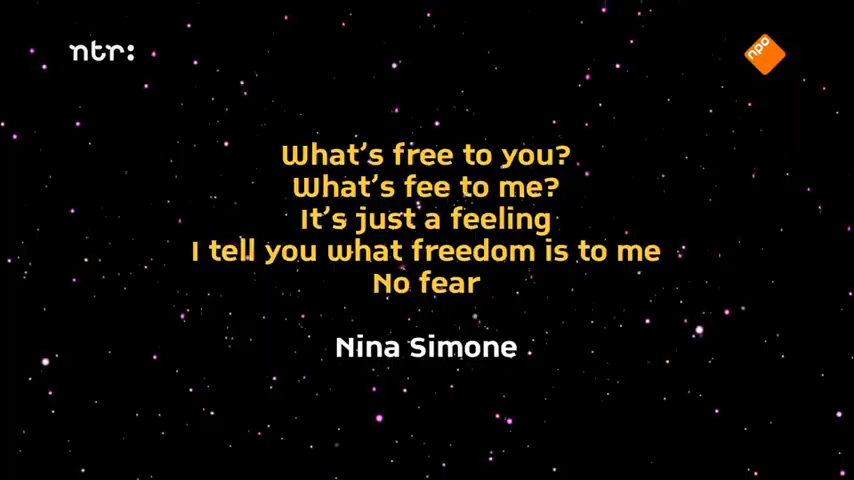 ntr:
npo
What's free to you?
What's fee to me?
It's just a feeling
I tell you what freedom is to me
No fear
Nina Simone